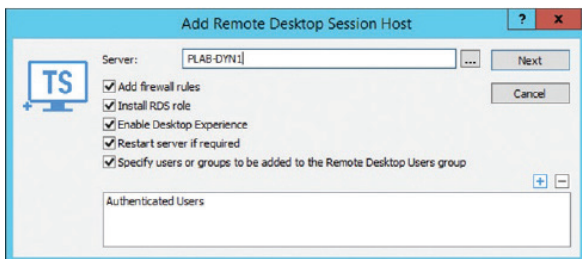 Add Remote Desktop Session Host
? x
Server: PLAB-DYN1 ... Next
TS
Add firewall rules
Cancel
Install RDS role
Enable Desktop Experience
Restart server if required
Specify users or groups to be added to the Remote Desktop Users group
Authenticated Users